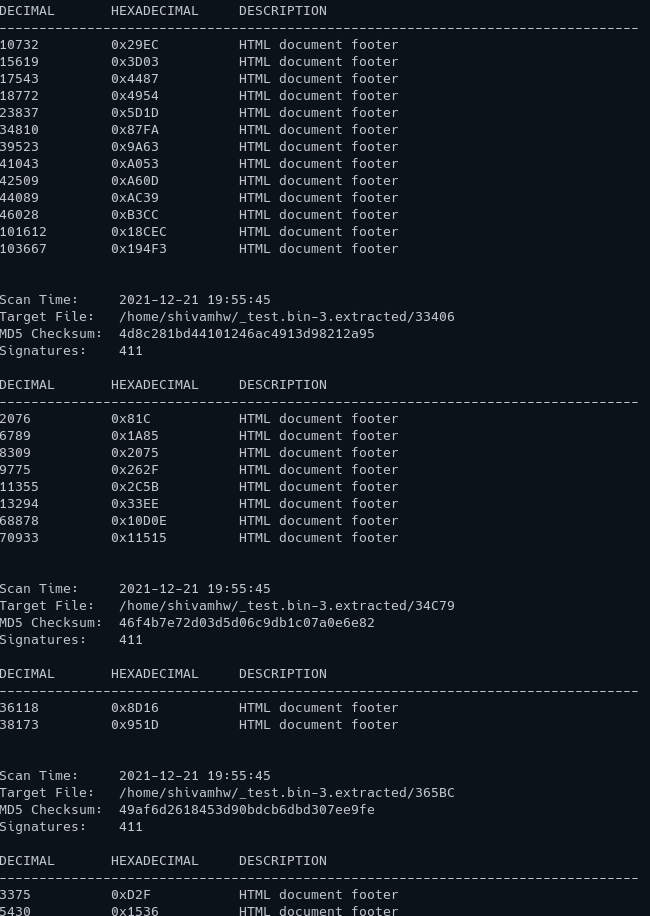 DECIMAL HEXADECIMAL DESCRIPTION
--------------------------------------------------------------------------------
10732 0x29EC HTML document footer
15619 0x3D03 HTML document footer
17543 0x4487 HTML document footer
18772 0x4954 HTML document footer
23837 0x5D1D HTML document footer
34810 0x87FA HTML document footer
39523 0x9A63 HTML document footer
41043 0xA053 HTML document footer
42509 0xA60D HTML document footer
44089 0xAC39 HTML document footer
46028 0xB3CC HTML document footer
101612 0x18CEC HTML document footer
103667 0x194F3 HTML document footer
Scan Time: 2021-12-21 19:55:45
Target File: /home/shivamhw/_test.bin-3.extracted/33406
MD5 Checksum: 4d8c281bd44101246ac4913d98212a95
Signatures: 411
DECIMAL HEXADECIMAL DESCRIPTION
--------------------------------------------------------------------------------
2076 0x81C HTML document footer
6789 0x1A85 HTML document footer
8309 0x2075 HTML document footer
9775 0x262F HTML document footer
11355 0x2C5B HTML document footer
13294 0x33EE HTML document footer
68878 0x10D0E HTML document footer
70933 0x11515 HTML document footer
Scan Time: 2021-12-21 19:55:45
Target File: /home/shivamhw/_test.bin-3.extracted/34C79
MD5 Checksum: 46f4b7e72d03d5d06c9db1c07a0e6e82
Signatures: 411
DECIMAL HEXADECIMAL DESCRIPTION
--------------------------------------------------------------------------------
36118 0x8D16 HTML document footer
38173 0x951D HTML document footer
Scan Time: 2021-12-21 19:55:45
Target File: /home/shivamhw/_test.bin-3.extracted/365BC
MD5 Checksum: 49af6d2618453d90bdcb6dbd307ee9fe
Signatures: 411
DECIMAL HEXADECIMAL DESCRIPTION
--------------------------------------------------------------------------------
3375 0xD2F HTML document footer
5430 0x1536 HTML document footer